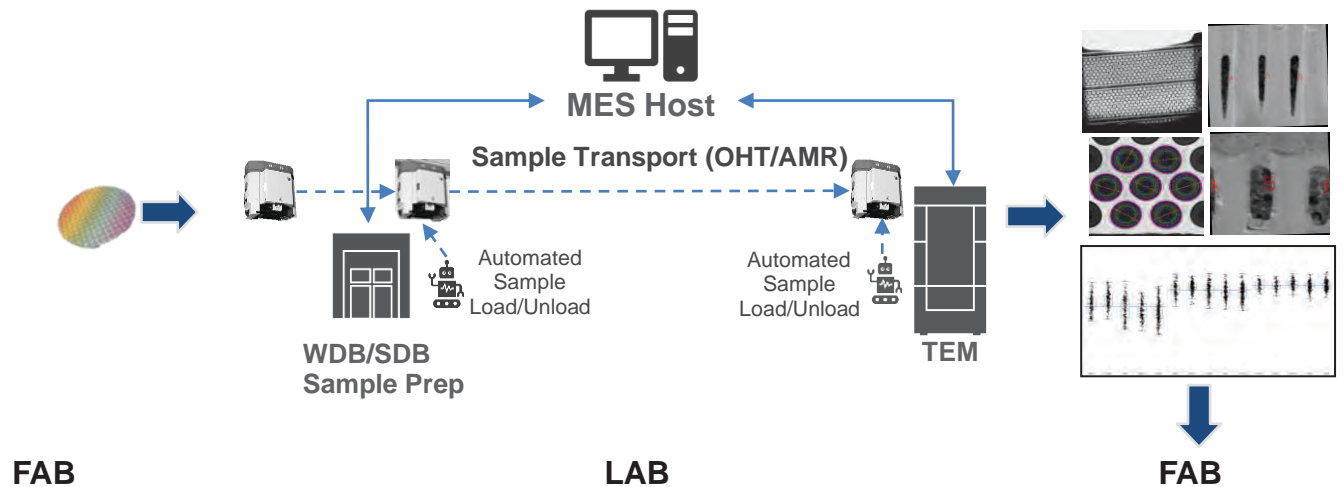 MES Host
Sample Transport (OHT/AMR)
Automated
Sample
Load/Unload
Automated
Sample
Load/Unload
WDB/SDB
Sample Prep
TEM
FAB
LAB
FAB